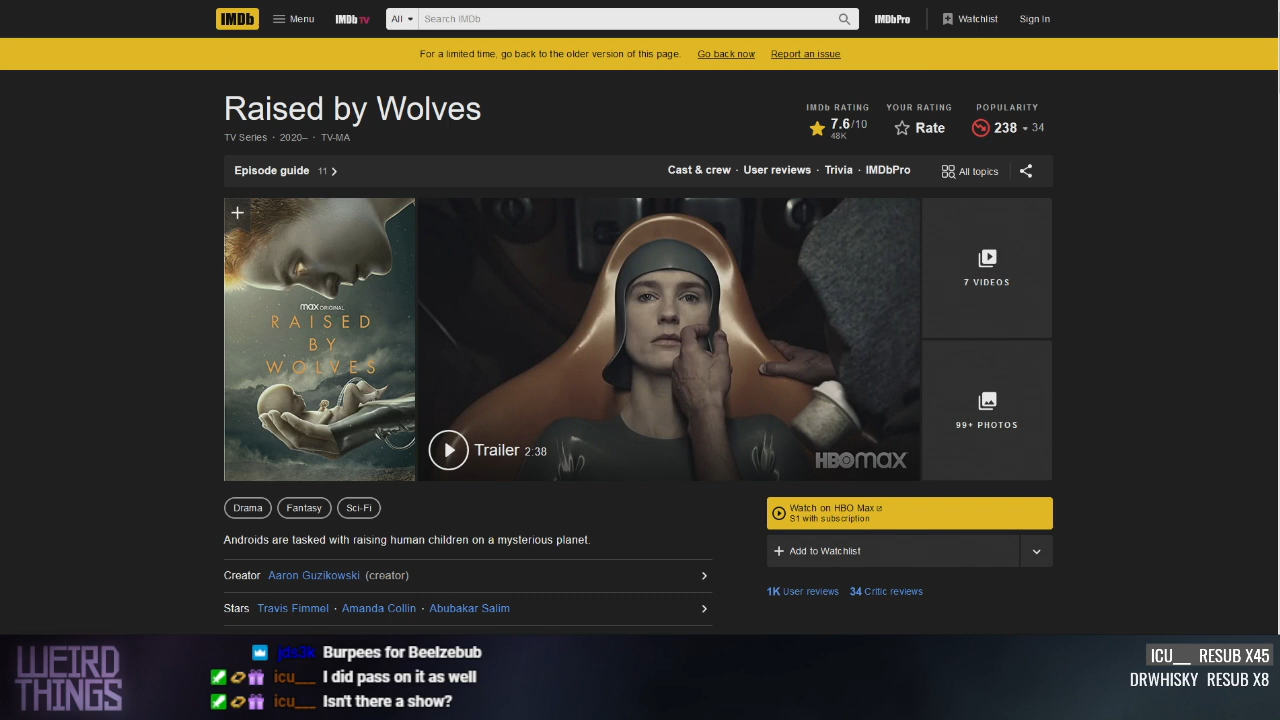 IMDb
Menu
IMDb TV
All
Search IMDb
IMDbPro
Watchlist
Sign In
For a limited time, go back to the older version of this page. Go back now Report an issue
Raised by Wolves
TV Series · 2020– · TV-MA
IMDb RATING
7.6/10
48K
YOUR RATING
Rate
POPULARITY
238
34
Episode guide 11
Cast & crew · User reviews · Trivia · IMDbPro
All topics
max ORIGINAL
RAISED
BY
WOLVES
Trailer 2:38
HBOMAX
7 VIDEOS
99+ PHOTOS
Drama
Fantasy
Sci-Fi
Androids are tasked with raising human children on a mysterious planet.
Creator Aaron Guzikowski (creator)
Stars Travis Fimmel · Amanda Collin · Abubakar Salim
Watch on HBO Max
S1 with subscription
Add to Watchlist
1K User reviews 34 Critic reviews
WEIRD
THINGS
jds3k Burpees for Beelzebub
icu___ I did pass on it as well
icu___ Isn't there a show?
ICU__ RESUB X45
DRWHISKY RESUB X8